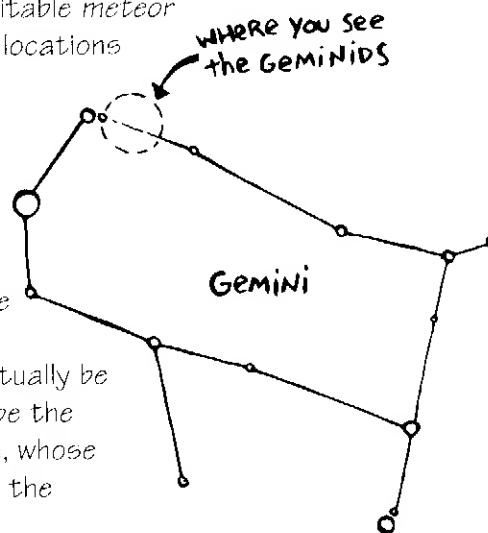 itable meteor
locations
WHERE YOU SEE
the GEMINIDS
GEMINI
e
tually be
be the
, whose
the